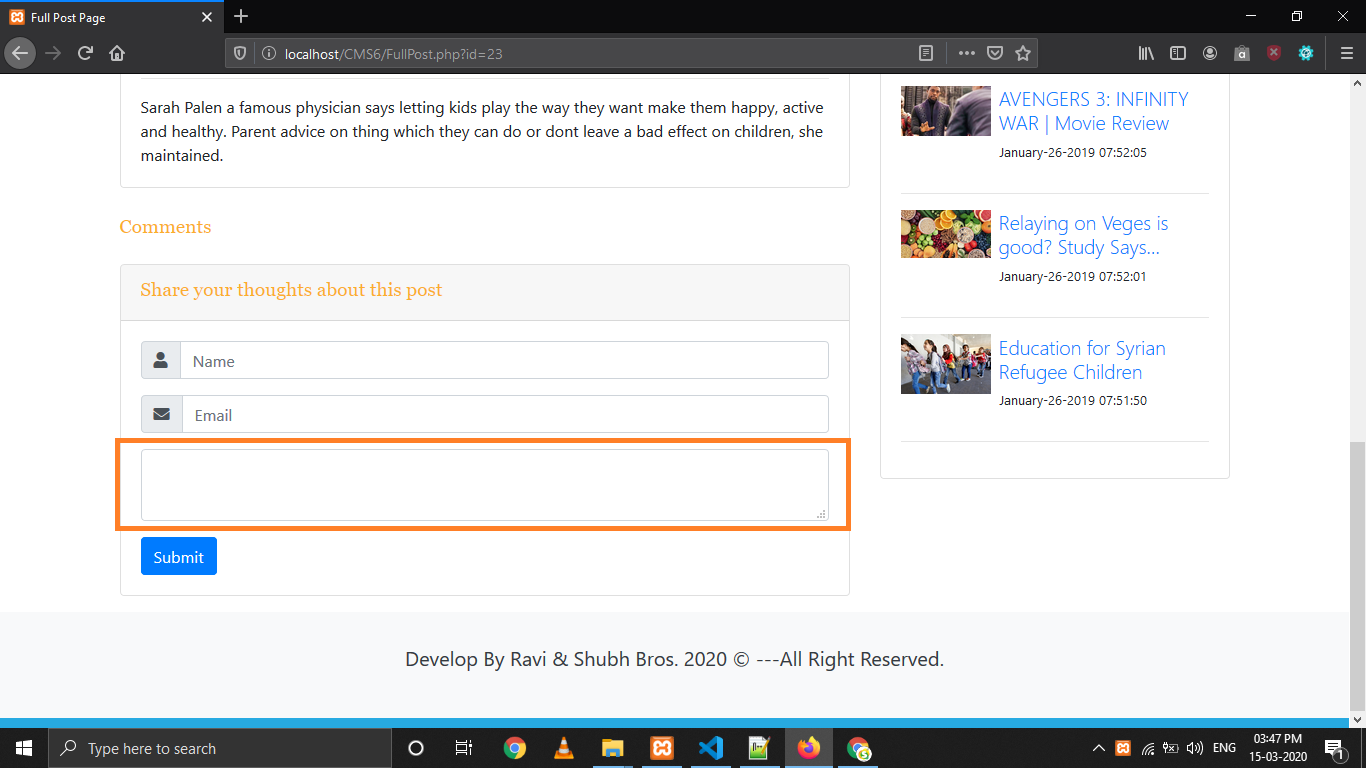 Full Post Page
localhost/CMS6/FullPost.php?id=23
Sarah Palen a famous physician says letting kids play the way they want make them happy, active
and healthy. Parent advice on thing which they can do or dont leave a bad effect on children, she
maintained.
Comments
Share your thoughts about this post
Name
Email
Submit
AVENGERS 3: INFINITY
WAR | Movie Review
January-26-2019 07:52:05
Relaying on Veges is
good? Study Says...
January-26-2019 07:52:01
Education for Syrian
Refugee Children
January-26-2019 07:51:50
Develop By Ravi & Shubh Bros. 2020 © ---All Right Reserved.
Type here to search
ENG
03:47 PM
15-03-2020
1